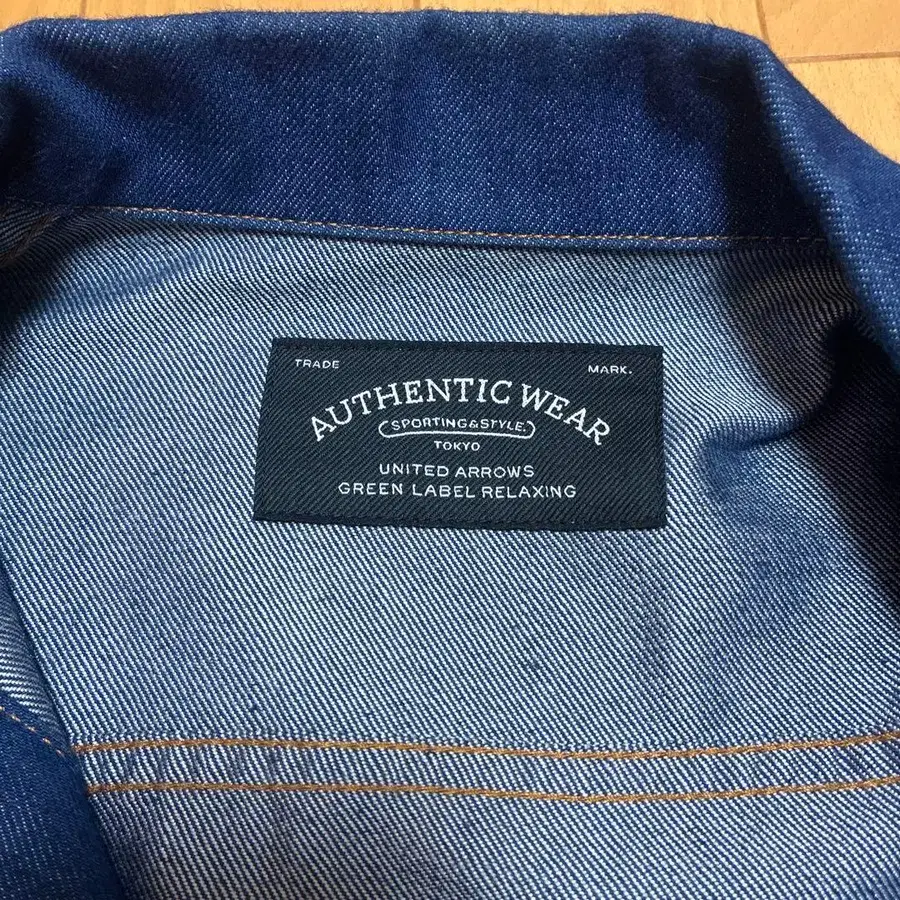 TRADE MARK.
AUTHENTIC WEAR
SPORTING&STYLE.
TOKYO
UNITED ARROWS
GREEN LABEL RELAXING